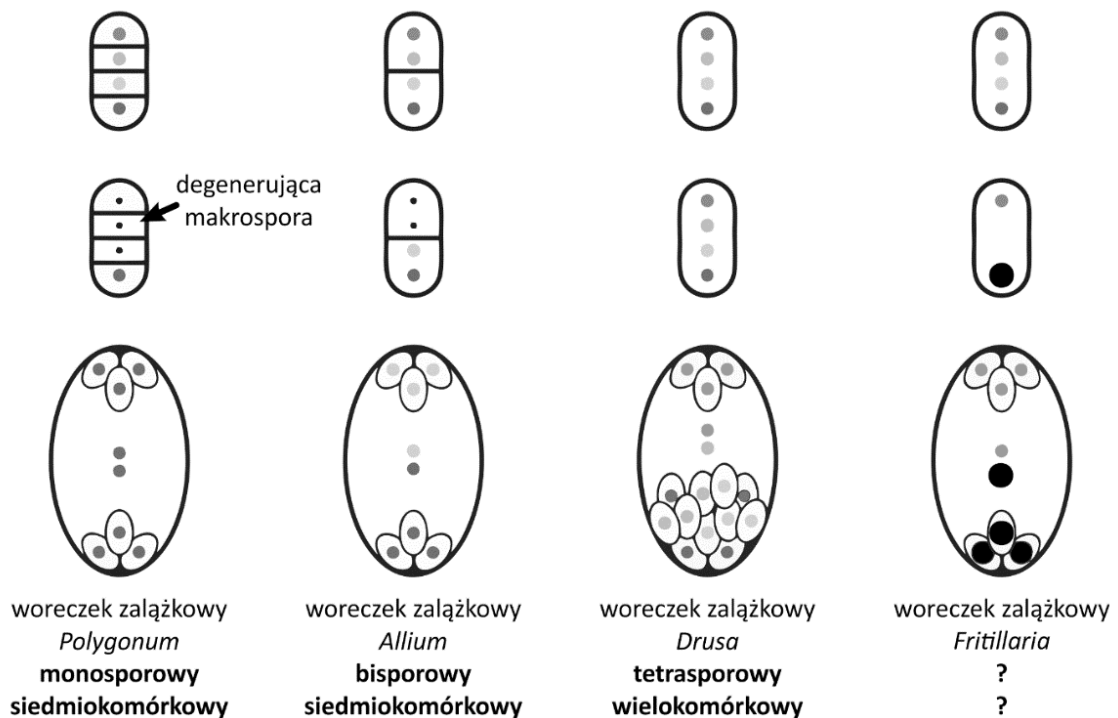 degenerująca
makrospora
woreczek zalążkowy
Polygonum
monosporowy
siedmiokomórkowy
woreczek zalążkowy
Allium
bisporowy
siedmiokomórkowy
woreczek zalążkowy
Drusa
tetrasporowy
wielokomórkowy
woreczek zalążkowy
Fritillaria
?
?